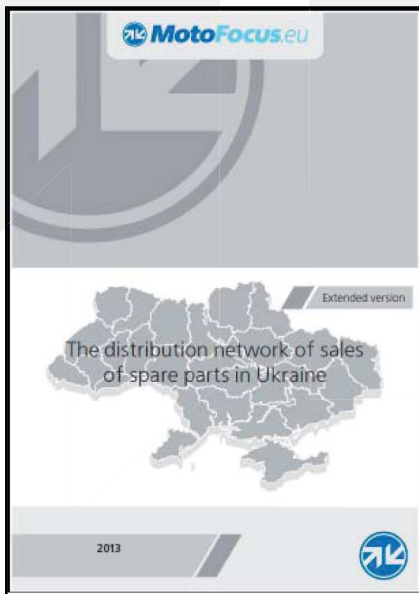 MotoFocus.eu
Extended version
The distribution network of sales
of spare parts in Ukraine
2013